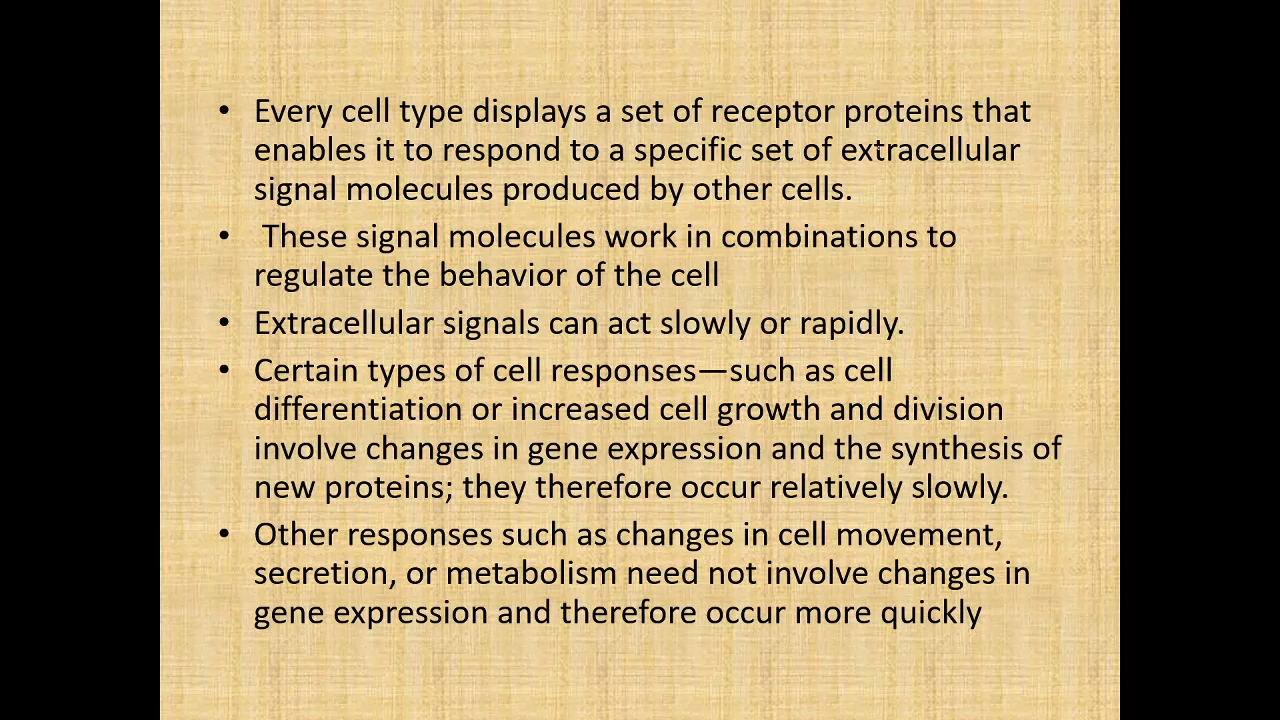 • Every cell type displays a set of receptor proteins that
enables it to respond to a specific set of extracellular
signal molecules produced by other cells.
• These signal molecules work in combinations to
regulate the behavior of the cell
• Extracellular signals can act slowly or rapidly.
• Certain types of cell responses—such as cell
differentiation or increased cell growth and division
involve changes in gene expression and the synthesis of
new proteins; they therefore occur relatively slowly.
• Other responses such as changes in cell movement,
secretion, or metabolism need not involve changes in
gene expression and therefore occur more quickly